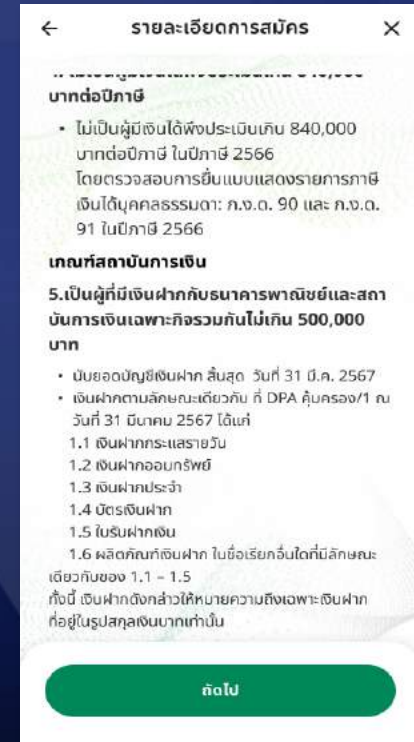 รายละเอียดการสมัคร
บาทต่อปีภาษี
• ไม่เป็นผู้มีเงินได้พึงประเมินเกิน 840,000
บาทต่อปีภาษี ในปีภาษี 2566
โดยตรวจสอบการยื่นแบบแสดงรายการภาษี
เงินได้บุคคลธรรมดา: ภ.ง.ด. 90 และ ภ.ง.ด.
91 ในปีภาษี 2566
เกณฑ์สถาบันการเงิน
5.เป็นผู้ที่มีเงินฝากกับธนาคารพาณิชย์และสถา
บันการเงินเฉพาะกิจรวมกันไม่เกิน 500,000
บาท
• นับยอดบัญชีเงินฝาก สิ้นสุด วันที่ 31 มี.ค. 2567
• เงินฝากตามลักษณะเดียวกัน ที่ DPA คุ้มครอง/1 ณ
วันที่ 31 มีนาคม 2567 ได้แก่
1.1 เงินฝากกระแสรายวัน
1.2 เงินฝากออมทรัพย์
1.3 เงินฝากประจำ
1.4 บัตรเงินฝาก
1.5 ใบรับฝากเงิน
1.6 ผลิตภัณฑ์เงินฝาก ในชื่อเรียกอื่นใดที่มีลักษณะ
เดียวกับของ 1.1 – 1.5
ทั้งนี้ เงินฝากดังกล่าวให้หมายความถึงเฉพาะเงินฝาก
ที่อยู่ในรูปสกุลเงินบาทเท่านั้น
ถัดไป